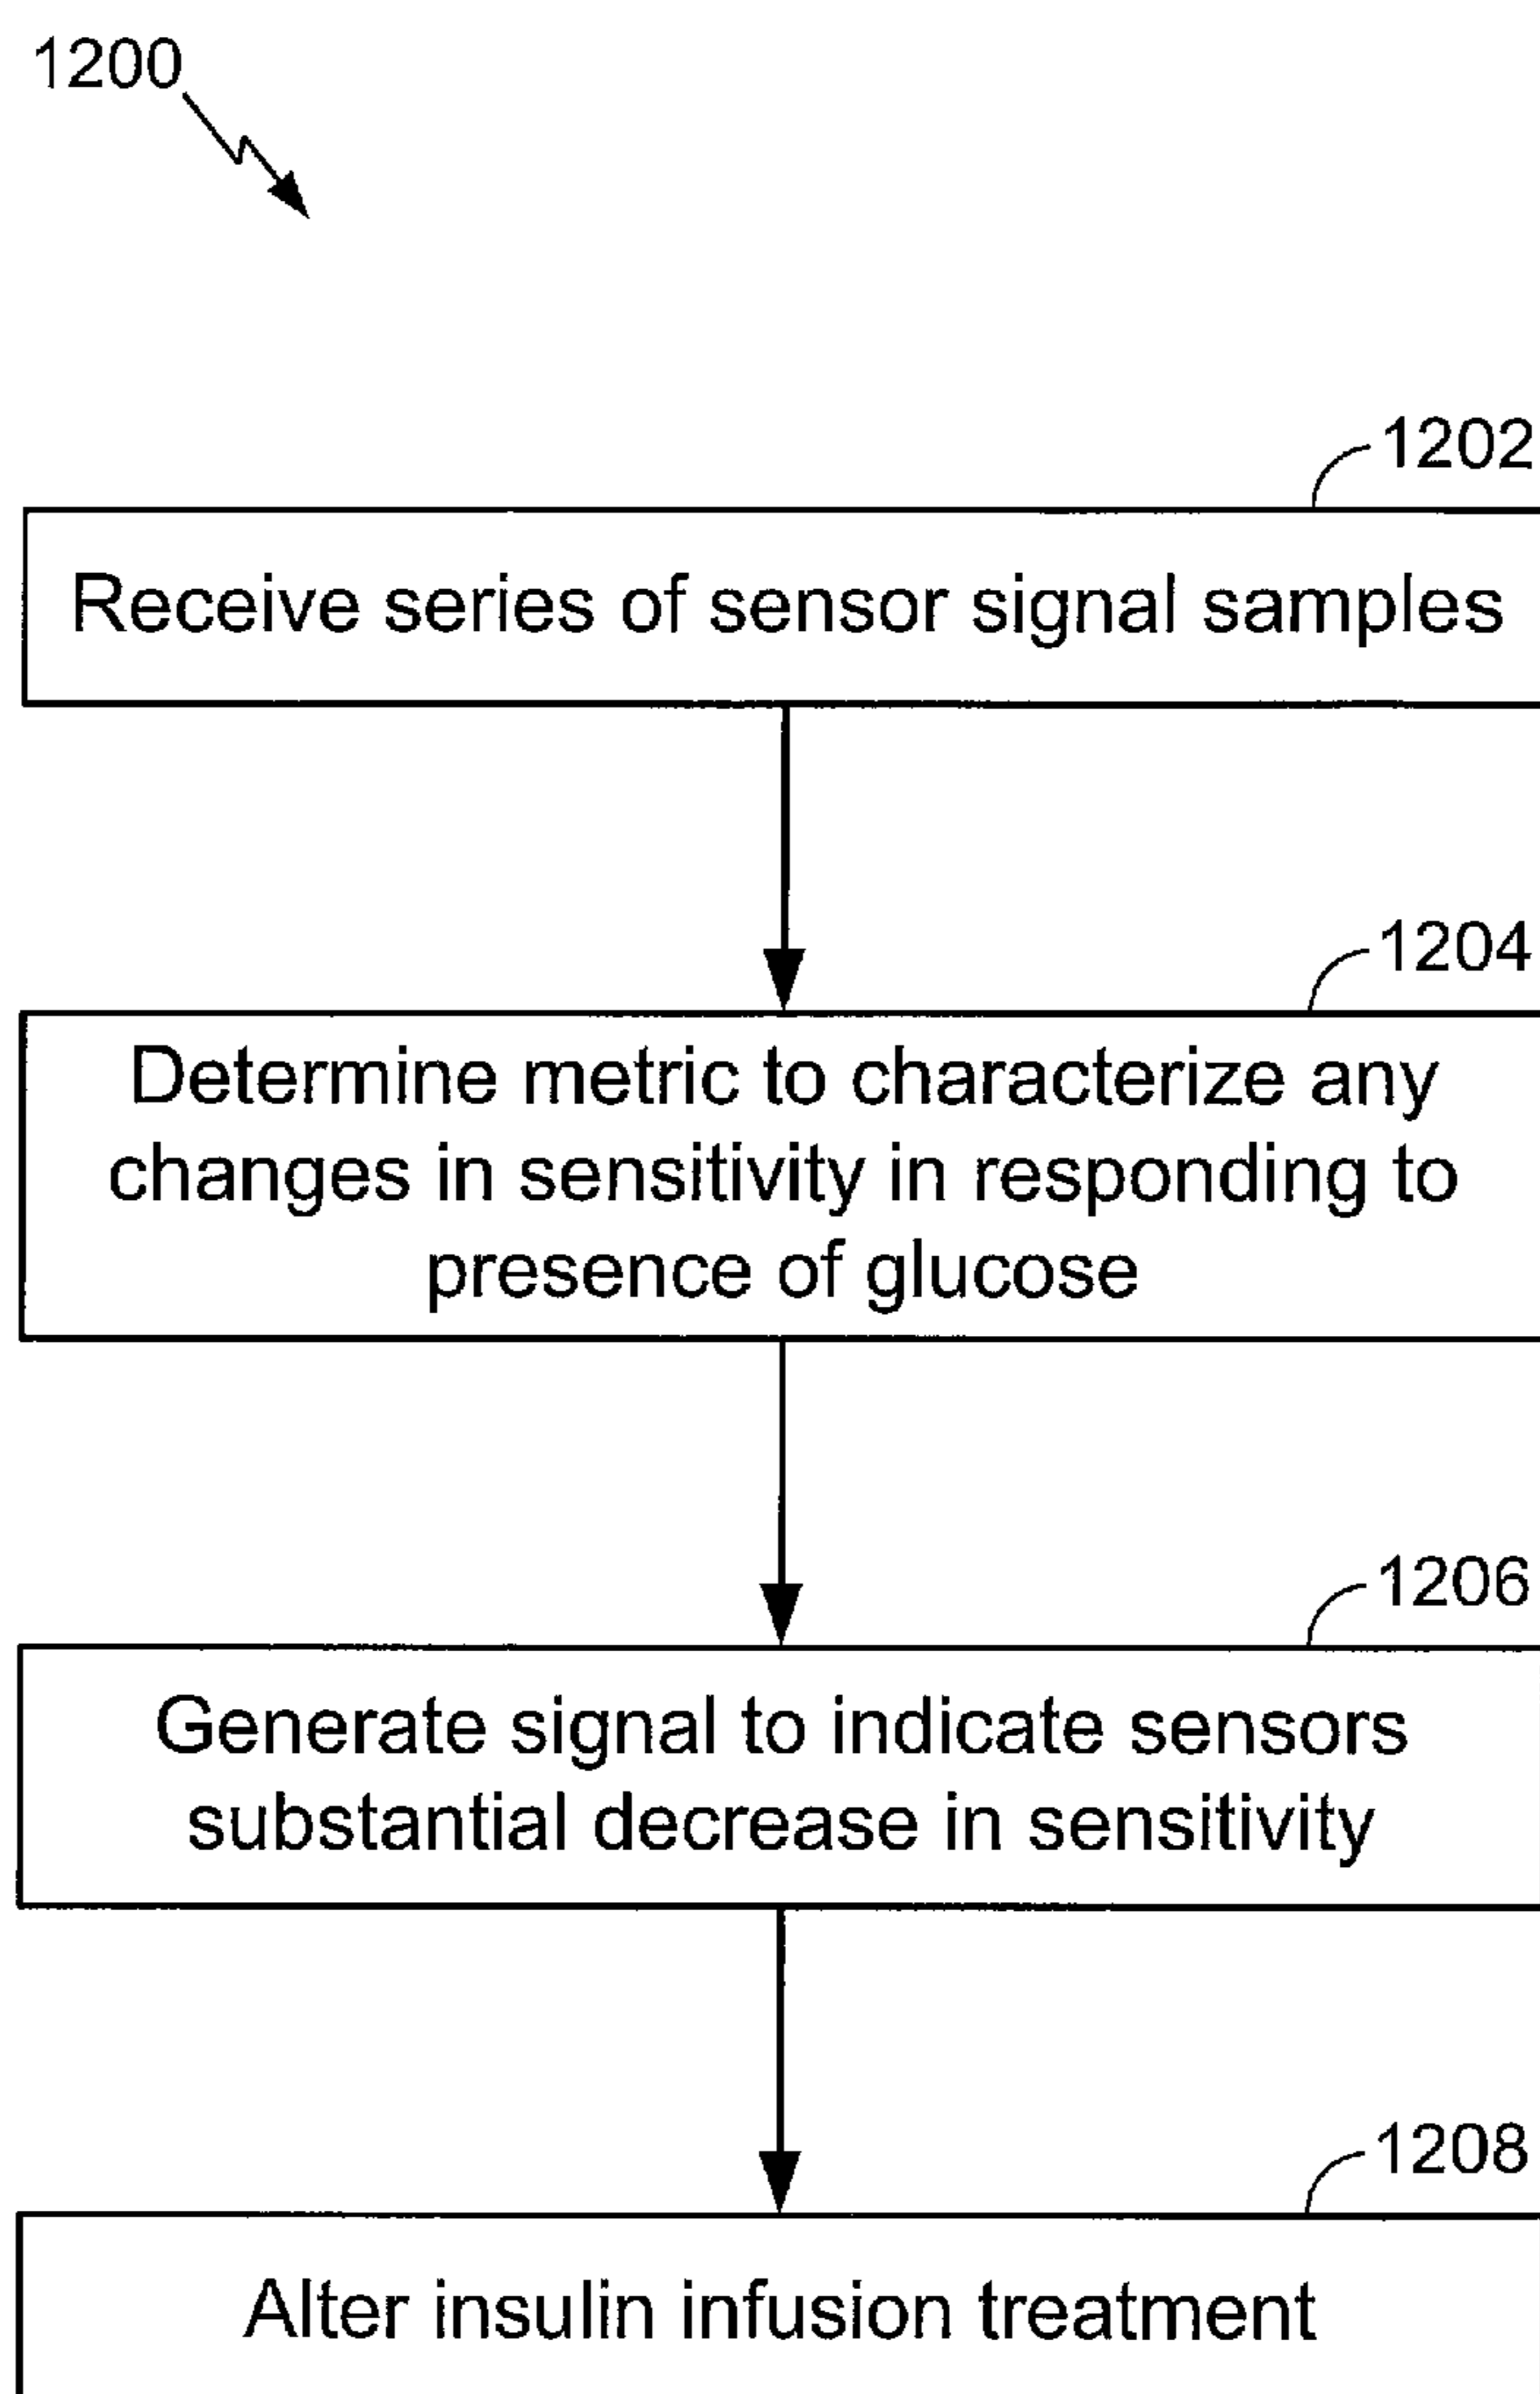 1200
1202
Receive series of sensor signal samples
1204
Determine metric to characterize any
changes in sensitivity in responding to
presence of glucose
1206
Generate signal to indicate sensors
substantial decrease in sensitivity
1208
Alter insulin infusion treatment